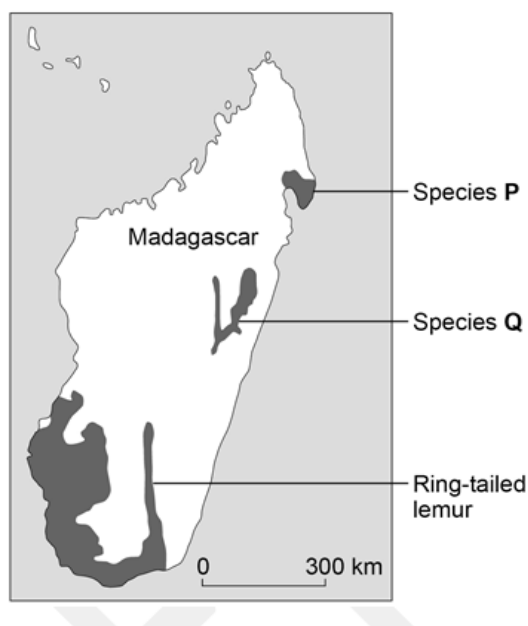 Species P
Madagascar
Species Q
Ring-tailed
lemur
0 300 km